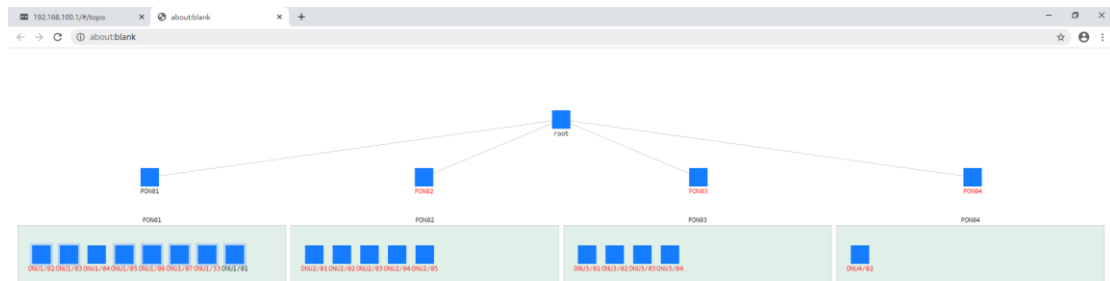 192.168.100.1/#/topo
about:blank
about:blank
root
PON01 PON02 PON03 PON04
PON01 PON02 PON03 PON04
ONU1/02 ONU1/03 ONU1/04 ONU1/05 ONU1/06 ONU1/07 ONU1/53 ONU1/01 ONU2/01 ONU2/02 ONU2/03 ONU2/04 ONU2/05 ONU3/01 ONU3/02 ONU3/03 ONU3/04 ONU4/02